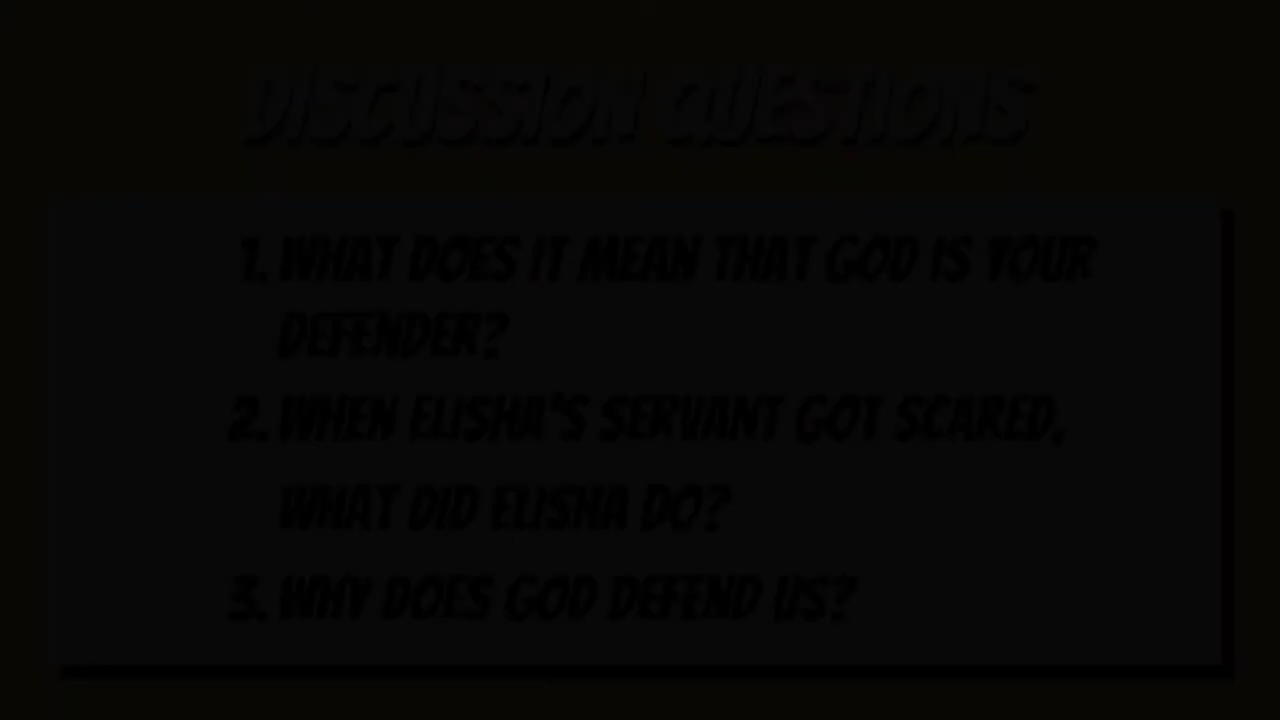 DISCUSSION QUESTIONS
1. WHAT DOES IT MEAN THAT GOD IS YOUR
DEFENDER?
2. WHEN ELISHA'S SERVANT GOT SCARED,
WHAT DID ELISHA DO?
3. WHY DOES GOD DEFEND US?